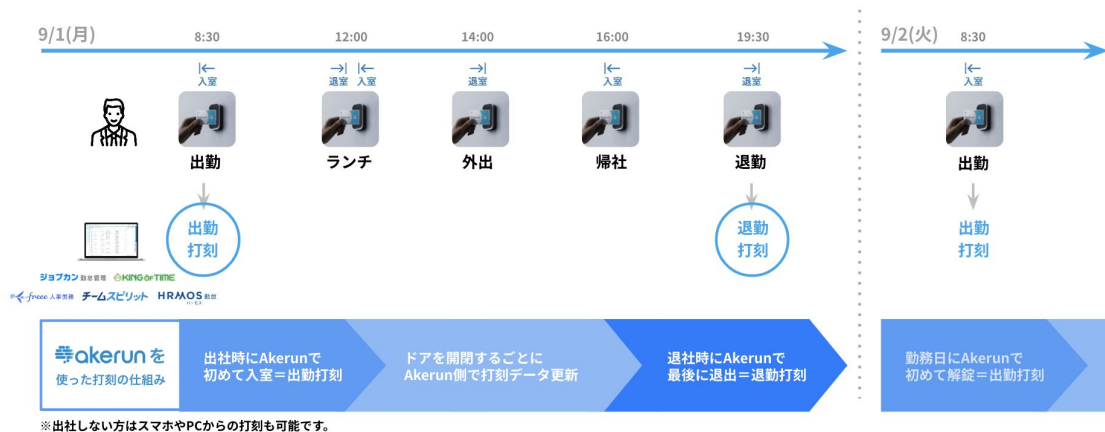 9/1(月)
8:30
12:00
14:00
16:00
19:30
9/2(火)
8:30
入室
退室 入室
退室
入室
退室
入室
出勤
ランチ
外出
帰社
退勤
出勤
出勤
打刻
退勤
打刻
出勤
打刻
ジョブカン 勤怠管理
KING OF TIME
freee 人事労務
チームスピリット
HRMOS 勤怠
akerun を
使った打刻の仕組み
出社時にAkerunで
初めて入室=出勤打刻
ドアを開閉するごとに
Akerun側で打刻データ更新
退社時にAkerunで
最後に退出=退勤打刻
勤務日にAkerunで
初めて解錠=出勤打刻
※出社しない方はスマホやPCからの打刻も可能です。